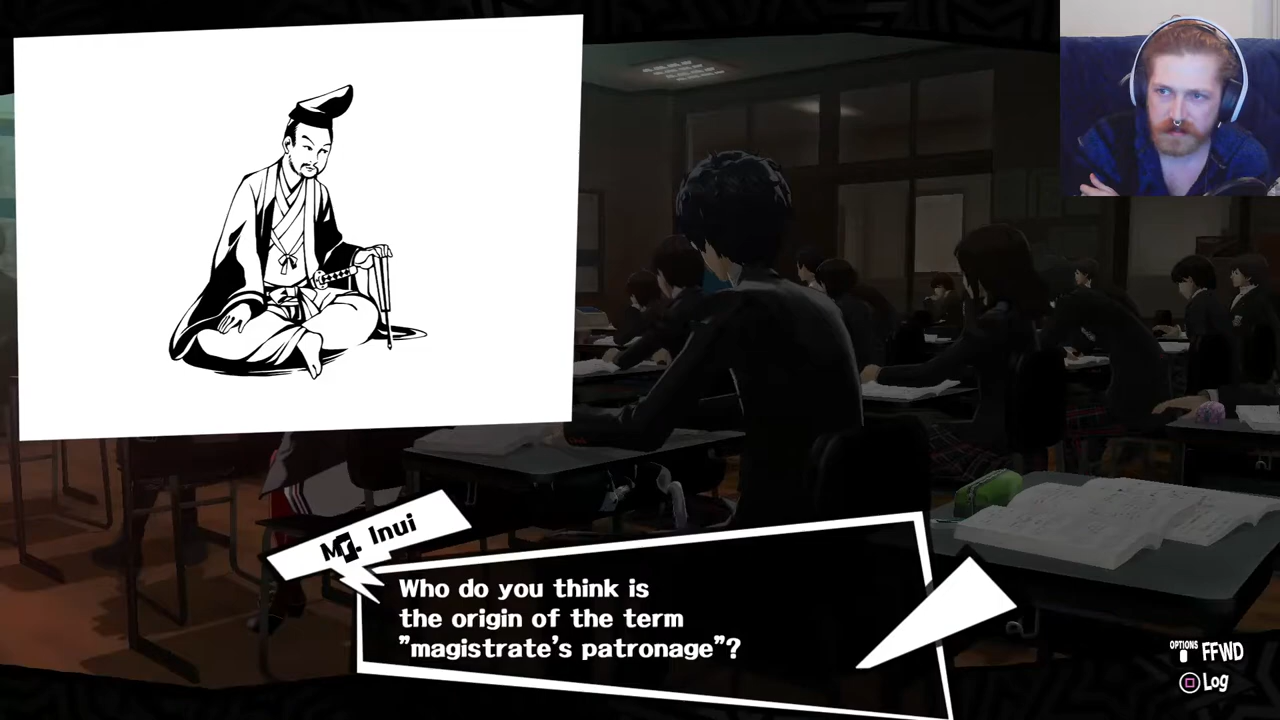 Mr. Inui
Who do you think is
the origin of the term
"magistrate's patronage"?
OPTIONS FFWD
Log